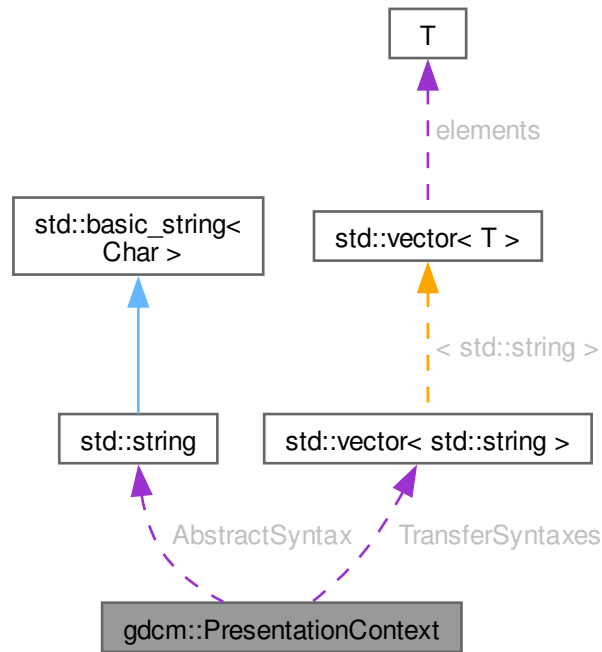 T
elements
std::basic_string<
Char >
std::vector< T >
< std::string >
std::string
std::vector< std::string >
AbstractSyntax
TransferSyntaxes
gdcm::PresentationContext